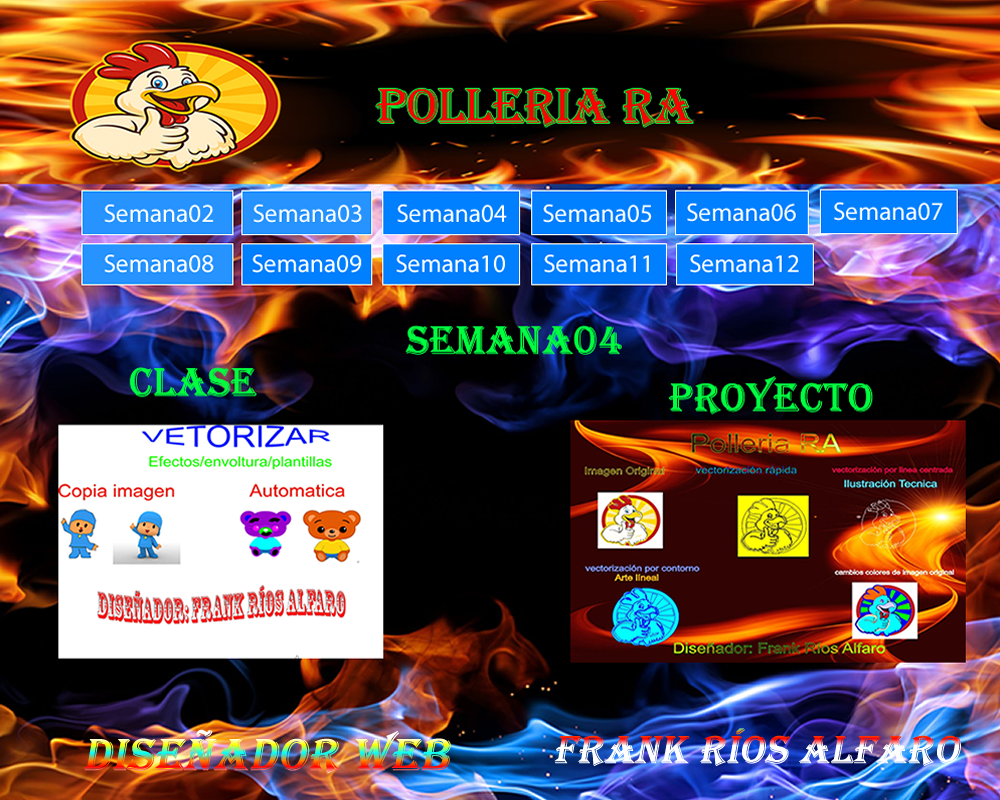 POLLERIA RA
Semana02 Semana03 Semana04 Semana05 Semana06 Semana07
Semana08 Semana09 Semana10 Semana11 Semana12
SEMANA04
CLASE
PROYECTO
VETORIZAR
Efectos/envoltura/plantillas
Copia imagen Automatica
DISEÑADOR: FRANK RÍOS ALFARO
Polleria RA
Imagen Original vectorización rápida vectorización por linea centrada
Ilustración Tecnica
vectorización por contorno
Arte lineal
cambios colores de imagen original
Diseñador: Frank Ríos Alfaro
DISEÑADOR WEB FRANK RÍOS ALFARO